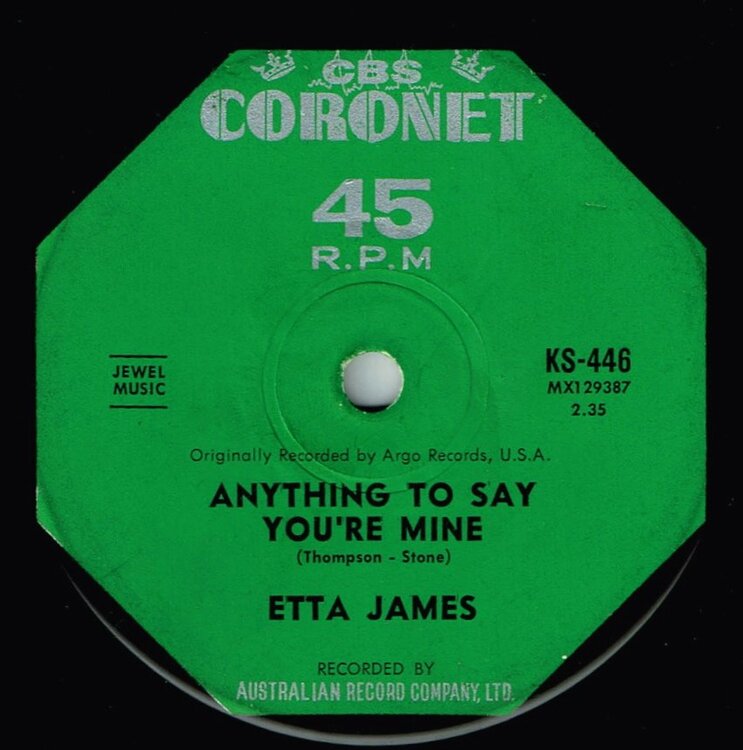 CBS
CORONET
45
R.P.M
JEWEL
MUSIC
KS-446
MX129387
2.35
Originally Recorded by Argo Records, U.S.A.
ANYTHING TO SAY
YOU'RE MINE
(Thompson - Stone)
ETTA JAMES
RECORDED BY
AUSTRALIAN RECORD COMPANY, LTD.